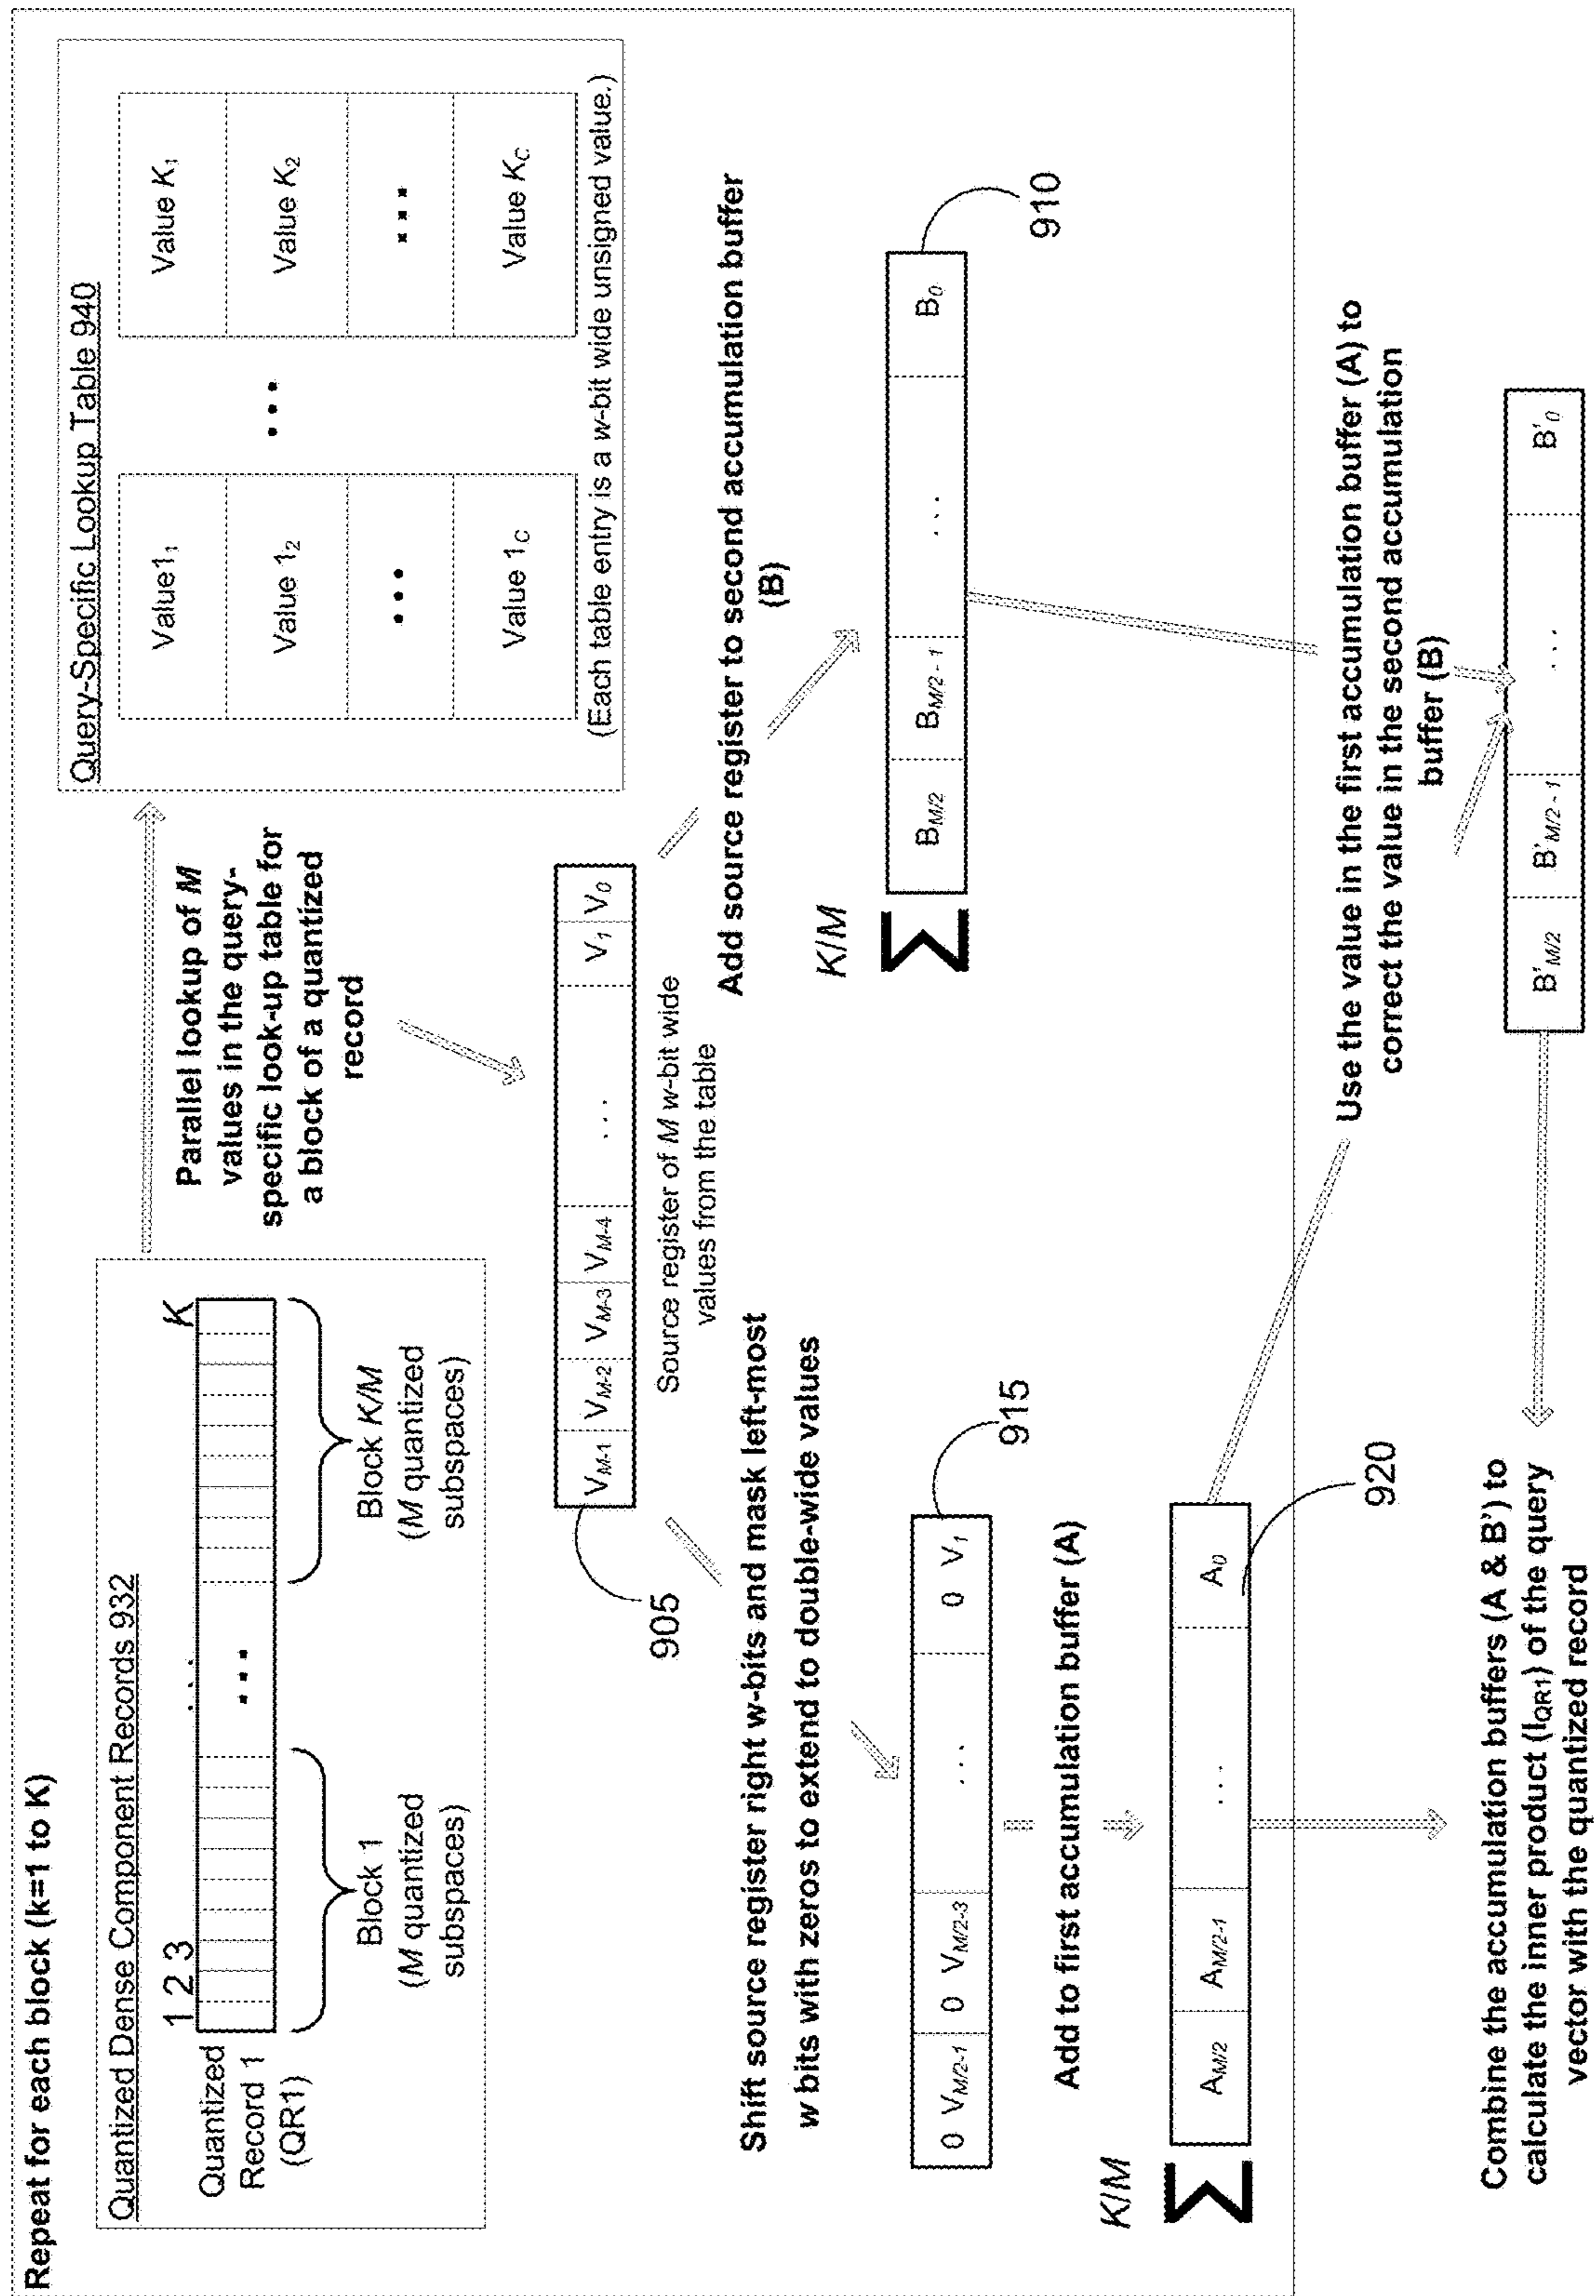 Repeat for each block (k=1 to K)
Quantized Dense Component Records 932
1 2 3 ... K
Quantized
Record 1
(QR1)
•••
Block 1
(M quantized
subspaces)
Block K/M
(M quantized
subspaces)
Parallel lookup of M
values in the query-
specific look-up table for
a block of a quantized
record
Query-Specific Lookup Table 940
Value1₁
Value 1₂
•••
Value 1C
•••
Value K₁
Value K₂
•••
Value KC
(Each table entry is a w-bit wide unsigned value.)
VM-1 VM-2 VM-3 VM-4 ... V1 V0
905
Source register of M w-bit wide
values from the table
Shift source register right w-bits and mask left-most
w bits with zeros to extend to double-wide values
0 VM/2-1 0 VM/2-3 ... 0 V1
915
Add to first accumulation buffer (A)
K/M
Σ
AM/2 AM/2-1 ... A0
920
Add source register to second accumulation buffer
(B)
K/M
Σ
BM/2 BM/2-1 ... B0
910
Use the value in the first accumulation buffer (A) to
correct the value in the second accumulation
buffer (B)
B'M/2 B'M/2-1 ... B'0
Combine the accumulation buffers (A & B') to
calculate the inner product (IQR1) of the query
vector with the quantized record